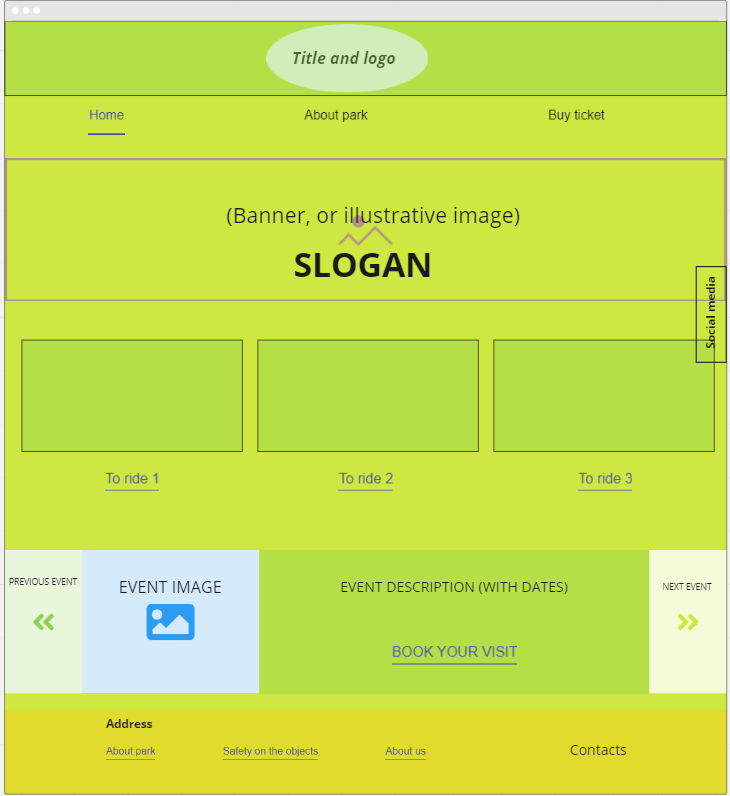 Title and logo
Home About park Buy ticket
(Banner, or illustrative image)
SLOGAN
Social media
To ride 1 To ride 2 To ride 3
PREVIOUS EVENT
EVENT IMAGE
EVENT DESCRIPTION (WITH DATES)
BOOK YOUR VISIT
NEXT EVENT
Address
About park Safety on the objects About us Contacts